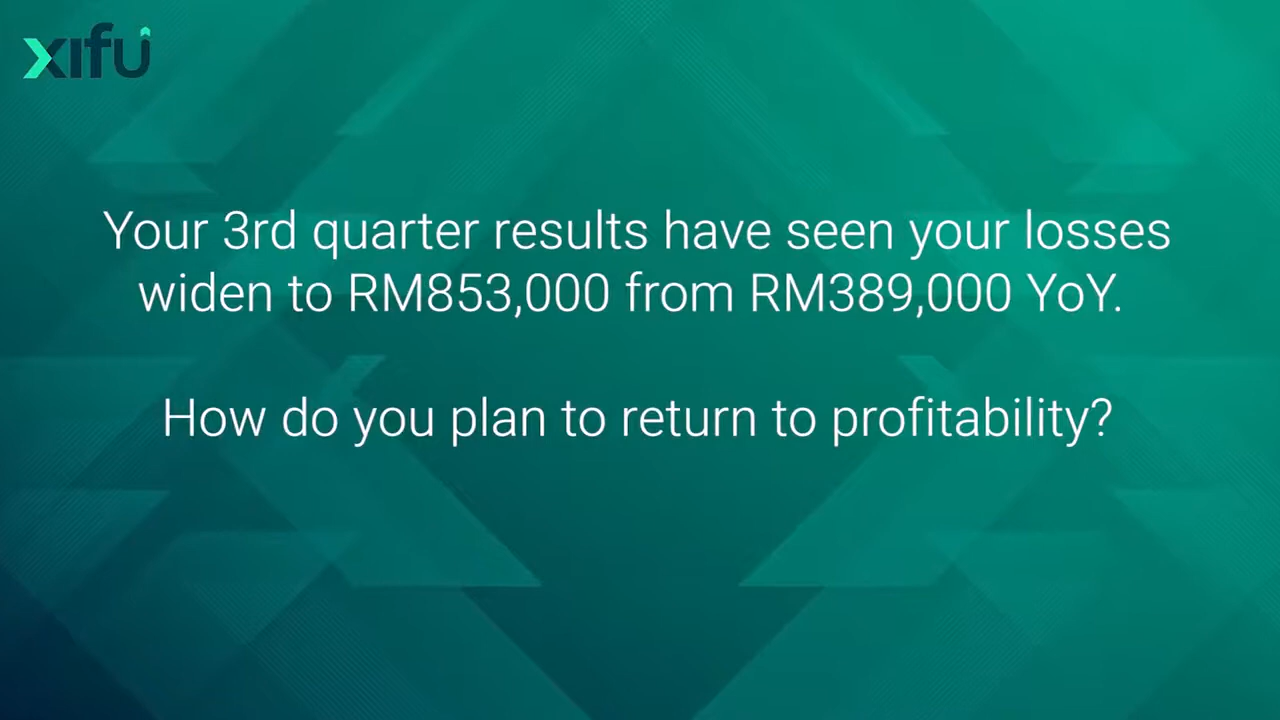 xifu
Your 3rd quarter results have seen your losses
widen to RM853,000 from RM389,000 YoY.
How do you plan to return to profitability?